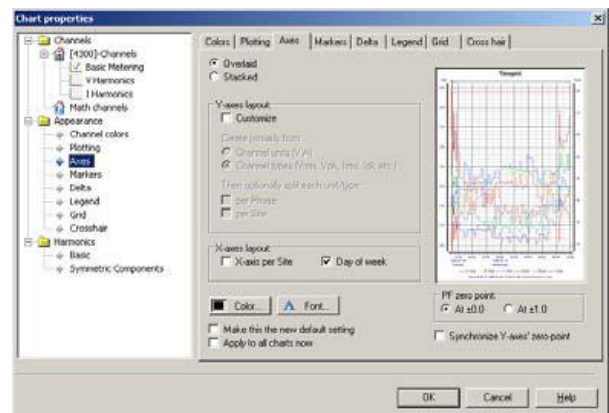 Chart properties
Channels
[4300]-Channels
Basic Metering
V Harmonics
I Harmonics
Math channels
Appearance
Channel colors
Plotting
Axes
Markers
Delta
Legend
Grid
Crosshair
Harmonics
Basic
Symmetric Components
Colors Plotting Axes Markers Delta Legend Grid Cross hair
Overlaid
Stacked
Y-axes layout:
Customize
Create primarily from
Channel units (V,A)
Channel types (Vrms, Vpk, Irms, Ipk etc.)
Then optionally split each unit/type
per Phase
per Site
X-axes layout:
X-axis per Site Day of week
Color... Font...
Make this the new default setting
Apply to all charts now
Timeplot
PF zero point:
At ±0.0 At ±1.0
Synchronize Y-axes' zero-point
OK Cancel Help